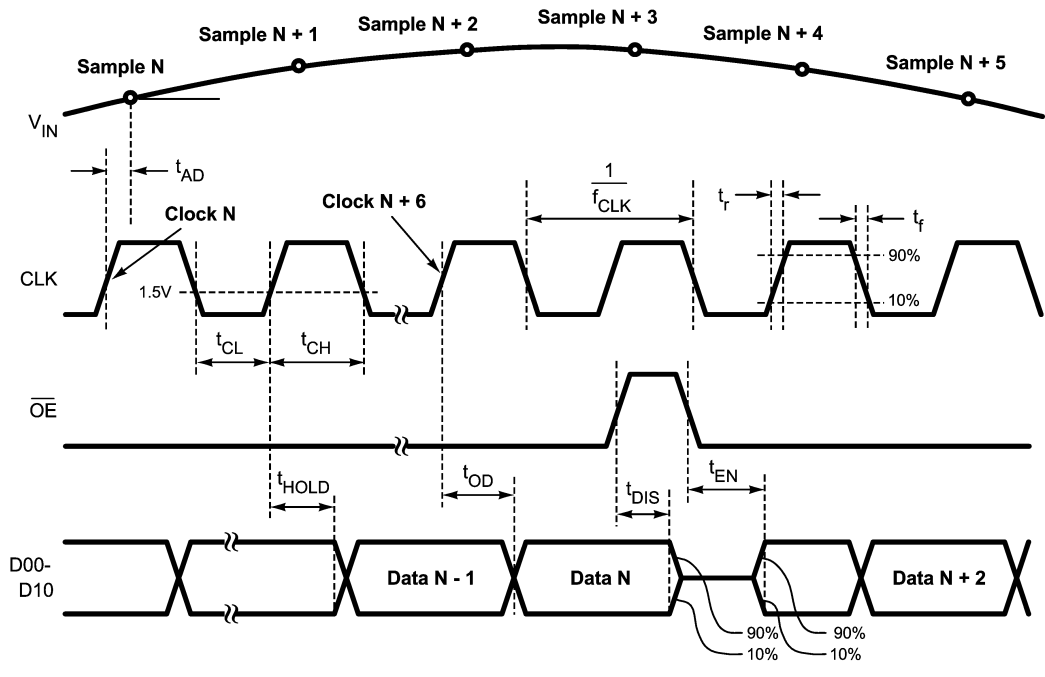 Sample N
Sample N + 1
Sample N + 2
Sample N + 3
Sample N + 4
Sample N + 5
VIN
tAD
Clock N
Clock N + 6
1
fCLK
tr
tf
CLK
1.5V
90%
10%
tCL
tCH
OE
tHOLD
tOD
tDIS
tEN
D00-
D10
Data N - 1
Data N
Data N + 2
90%
10%
90%
10%